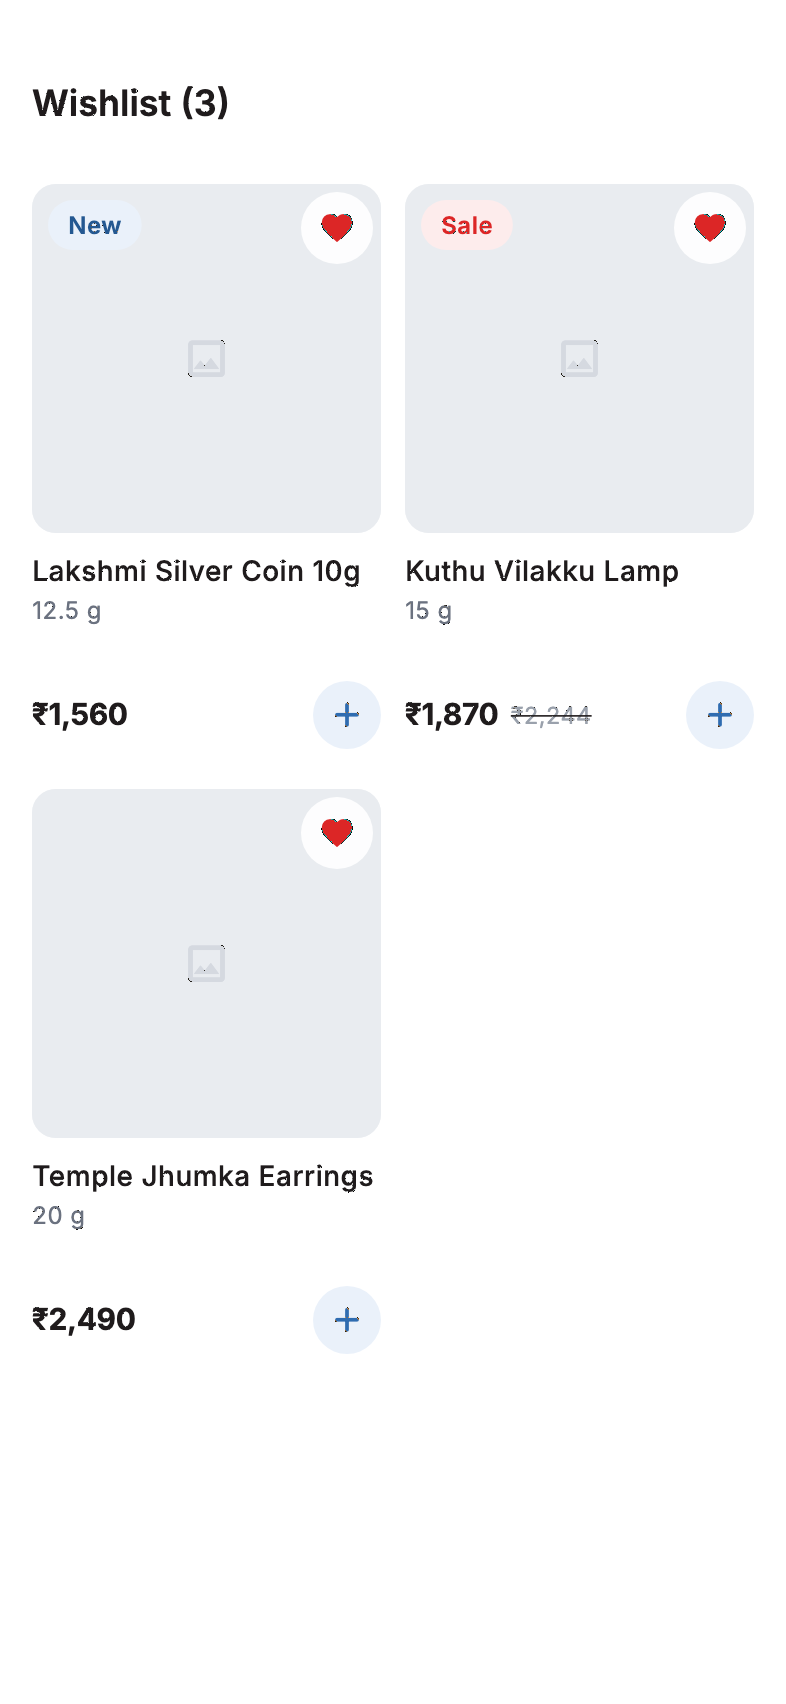 Wishlist (3)
New
Sale
Lakshmi Silver Coin 10g
12.5 g
₹1,560
Kuthu Vilakku Lamp
15 g
₹1,870 ₹2,244
Temple Jhumka Earrings
20 g
₹2,490